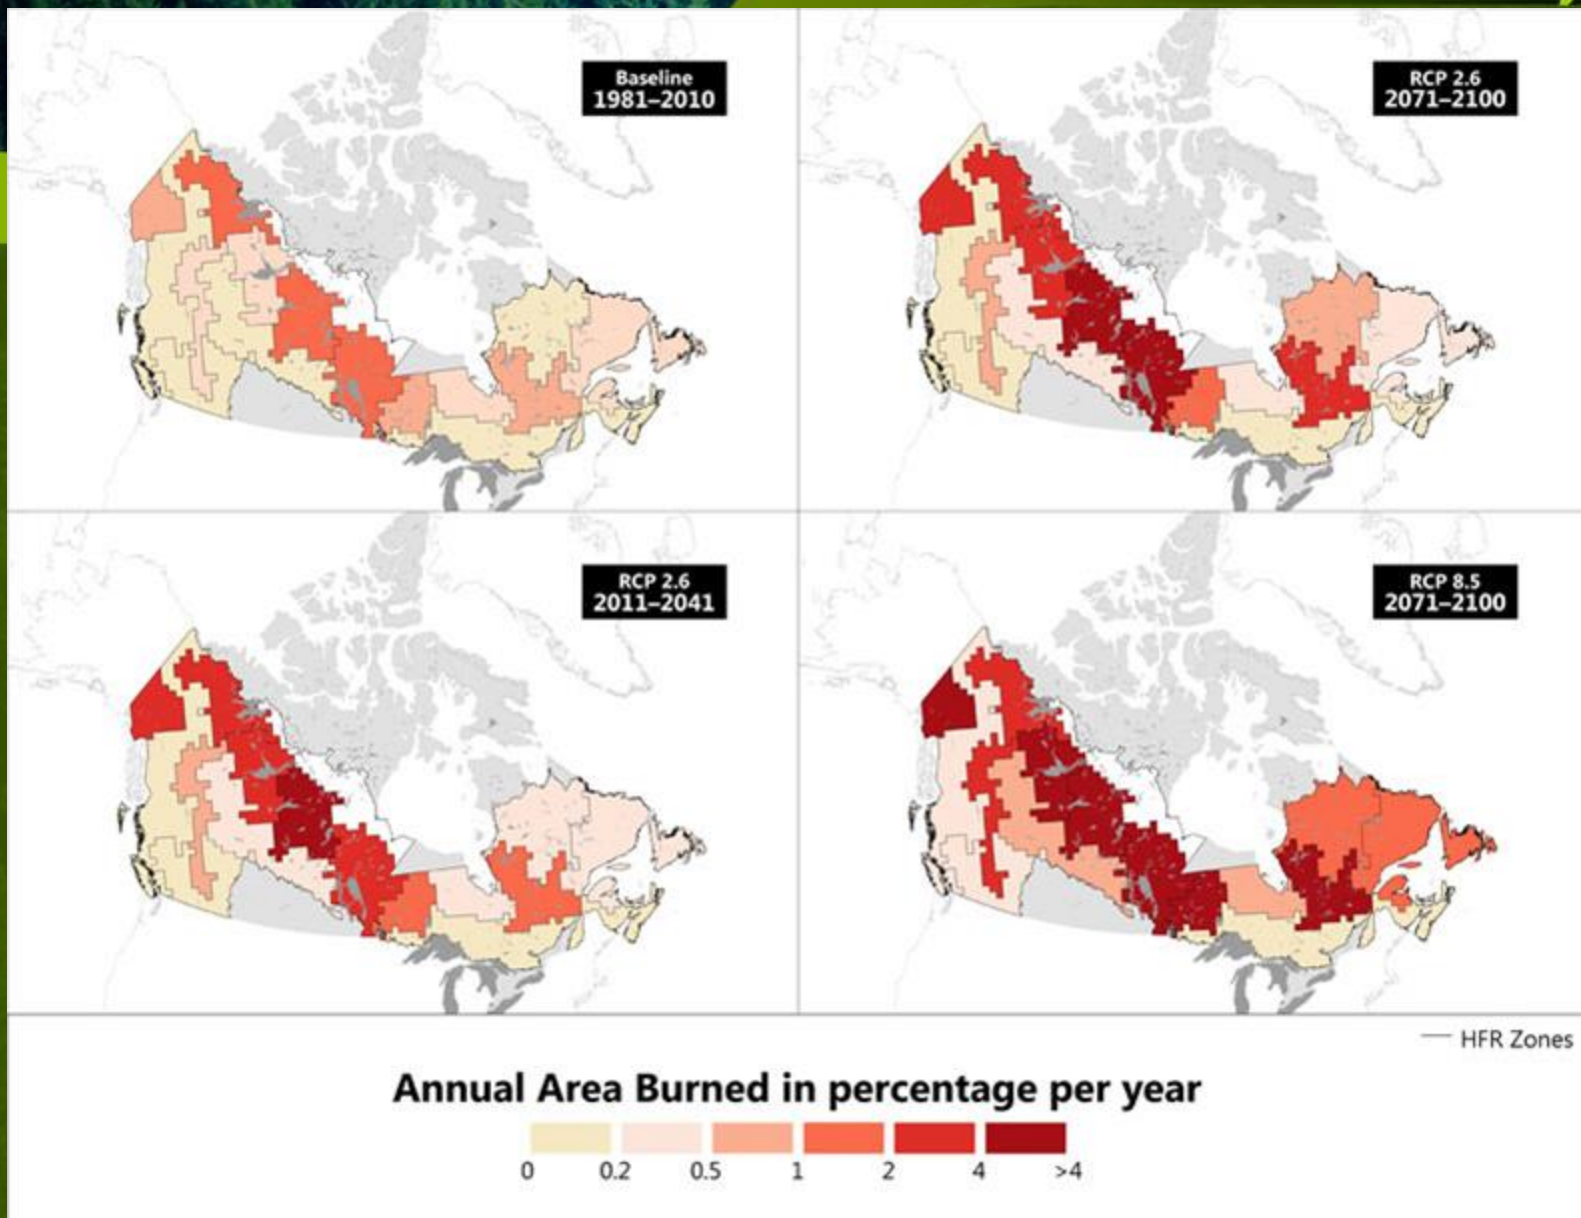 Baseline
1981–2010
RCP 2.6
2071–2100
RCP 2.6
2011–2041
RCP 8.5
2071–2100
HFR Zones
Annual Area Burned in percentage per year
0 0.2 0.5 1 2 4 >4